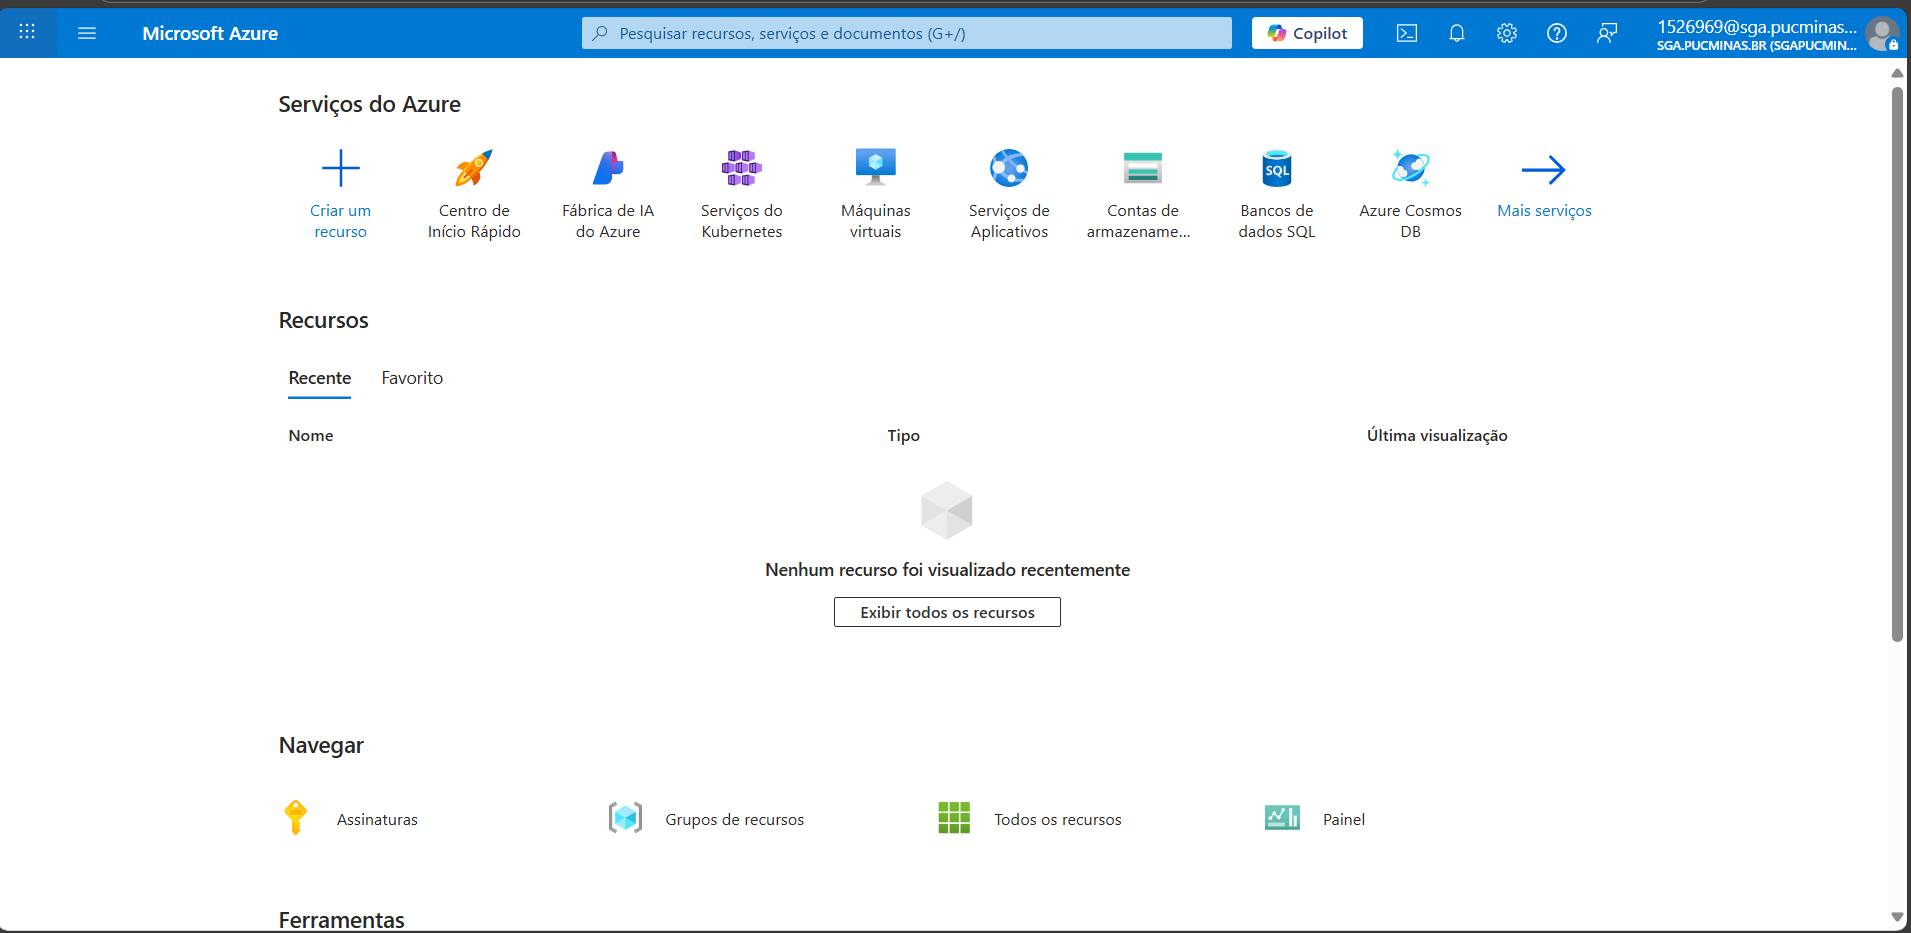 Microsoft Azure
Pesquisar recursos, serviços e documentos (G+/)
Copilot
1526969@sga.pucminas...
SGA.PUCMINAS.BR (SGAPUCMIN...
Serviços do Azure
Criar um
recurso
Centro de
Início Rápido
Fábrica de IA
do Azure
Serviços do
Kubernetes
Máquinas
virtuais
Serviços de
Aplicativos
Contas de
armazename...
SQL
Bancos de
dados SQL
Azure Cosmos
DB
Mais serviços
Recursos
Recente
Favorito
Nome
Tipo
Última visualização
Nenhum recurso foi visualizado recentemente
Exibir todos os recursos
Navegar
Assinaturas
Grupos de recursos
Todos os recursos
Painel
Ferramentas